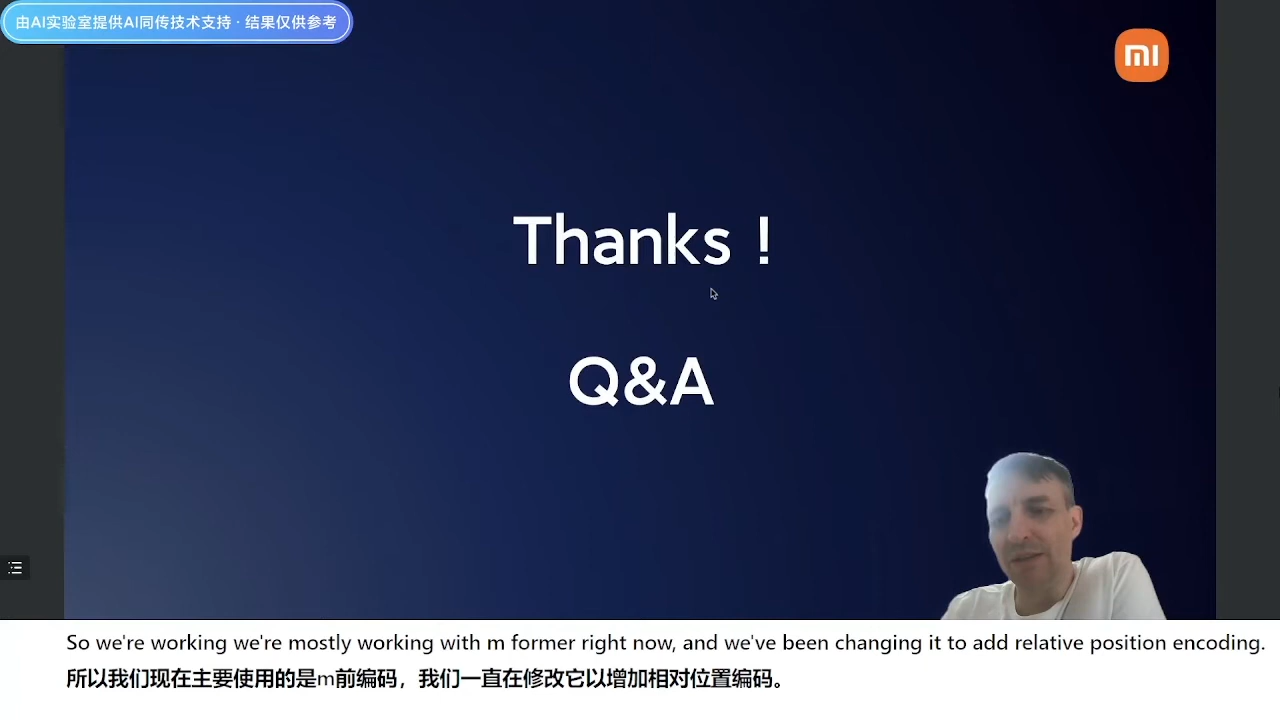 由AI实验室提供AI同传技术支持 · 结果仅供参考
mi
Thanks！
Q&A
So we're working we're mostly working with m former right now, and we've been changing it to add relative position encoding.
所以我们现在主要使用的是m前编码，我们一直在修改它以增加相对位置编码。